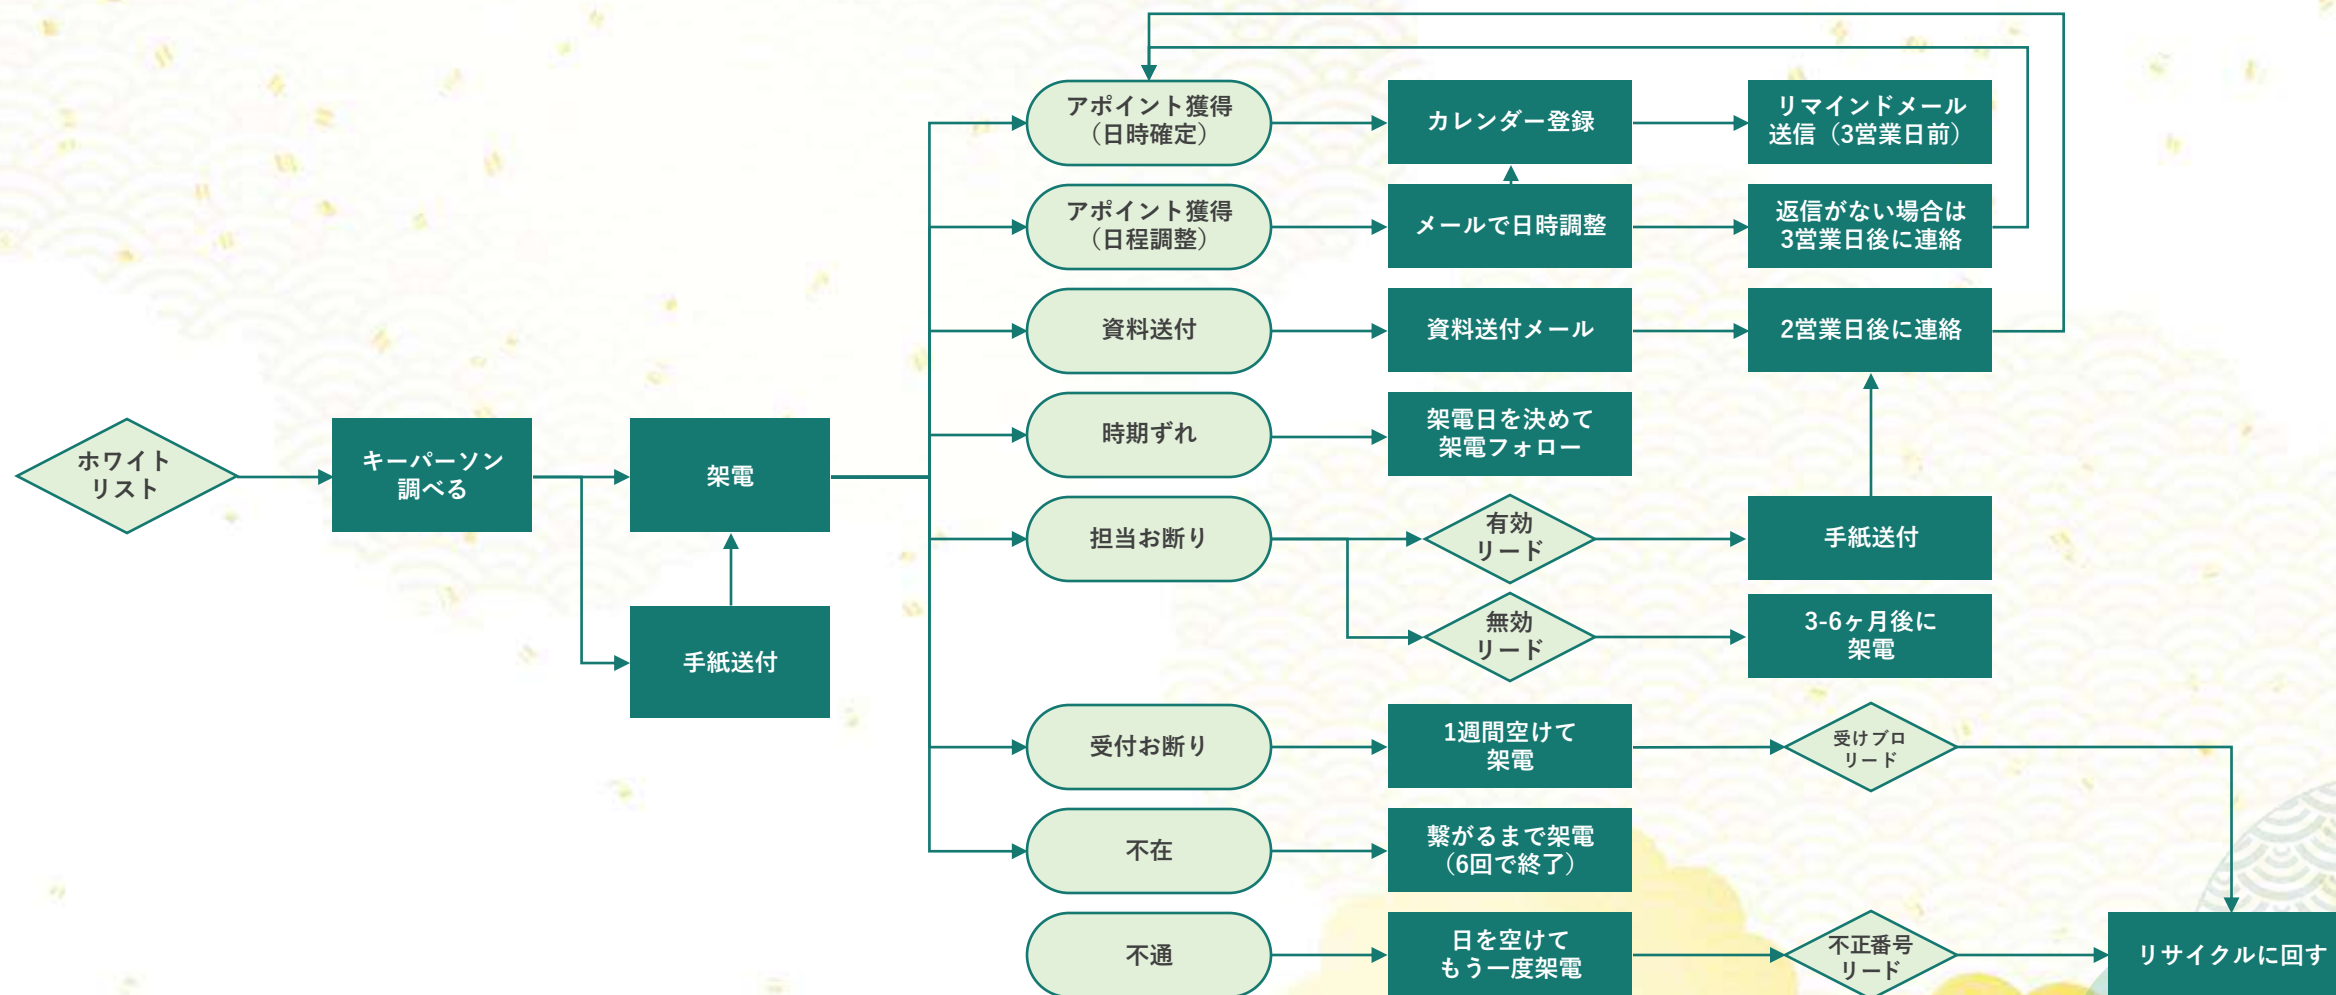 アポイント獲得
（日時確定）
カレンダー登録
リマインドメール
送信（3営業日前）
アポイント獲得
（日程調整）
メールで日時調整
返信がない場合は
3営業日後に連絡
資料送付
資料送付メール
2営業日後に連絡
時期ずれ
架電日を決めて
架電フォロー
ホワイト
リスト
キーパーソン
調べる
架電
手紙送付
担当お断り
有効
リード
手紙送付
無効
リード
3-6ヶ月後に
架電
受付お断り
1週間空けて
架電
受けブロ
リード
不在
繋がるまで架電
（6回で終了）
不通
日を空けて
もう一度架電
不正番号
リード
リサイクルに回す